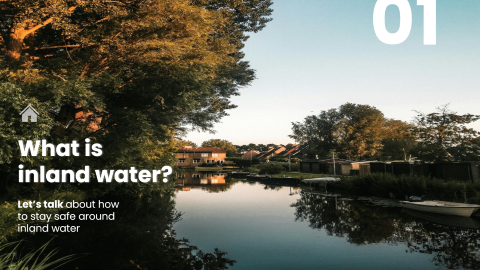 01
What is
inland water?
Let's talk about how
to stay safe around
inland water